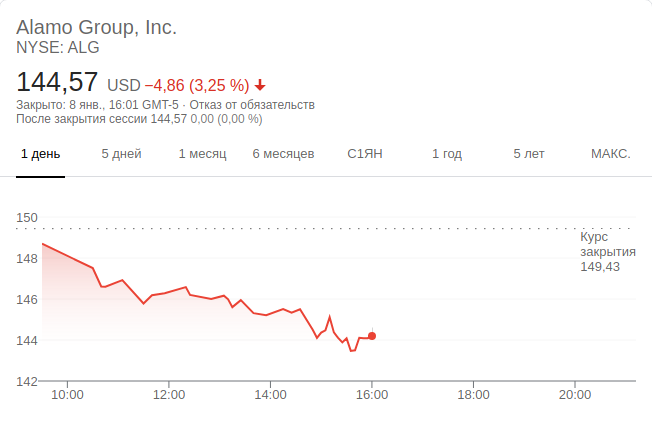 Alamo Group, Inc.
NYSE: ALG
144,57 USD −4,86 (3,25 %)
Закрыто: 8 янв., 16:01 GMT-5 · Отказ от обязательств
После закрытия сессии 144,57 0,00 (0,00 %)
1 день 5 дней 1 месяц 6 месяцев С1ЯН 1 год 5 лет МАКС.
150
Курс
закрытия
149,43
148
146
144
142
10:00 12:00 14:00 16:00 18:00 20:00